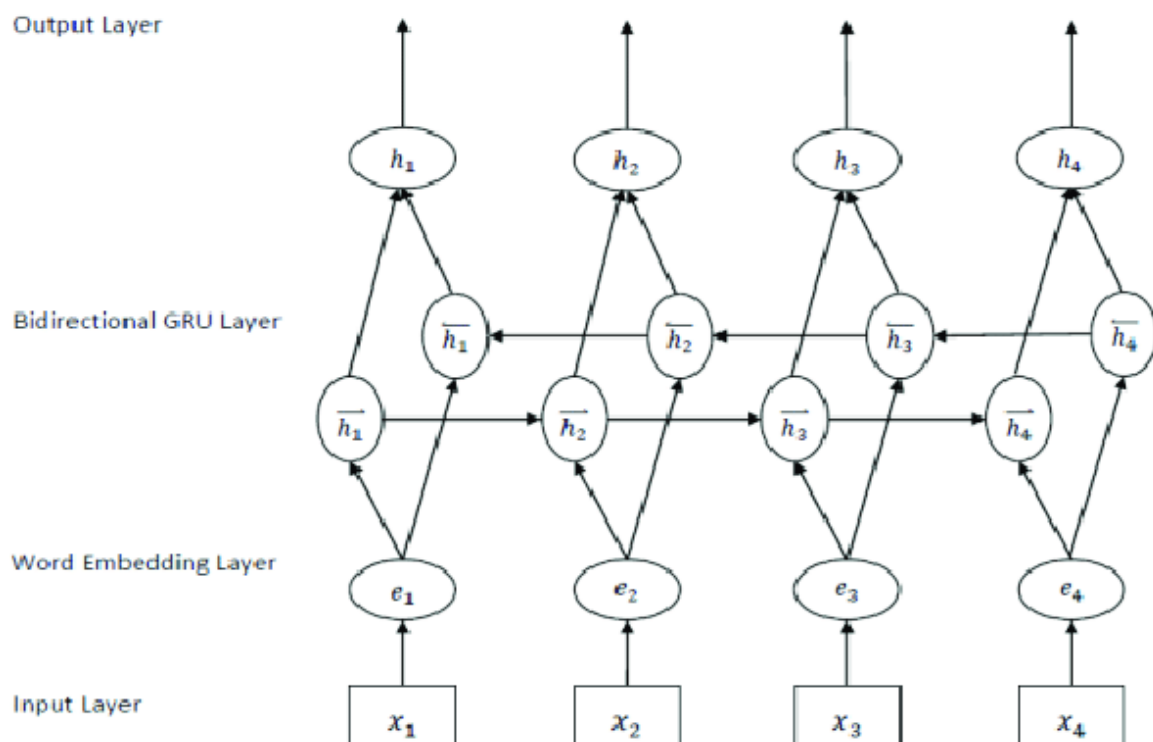 Output Layer
h₁ h₂ h₃ h₄
Bidirectional GRU Layer
←h₁ ←h₂ ←h₃ ←h₄
→h₁ →h₂ →h₃ →h₄
Word Embedding Layer
e₁ e₂ e₃ e₄
Input Layer
x₁ x₂ x₃ x₄